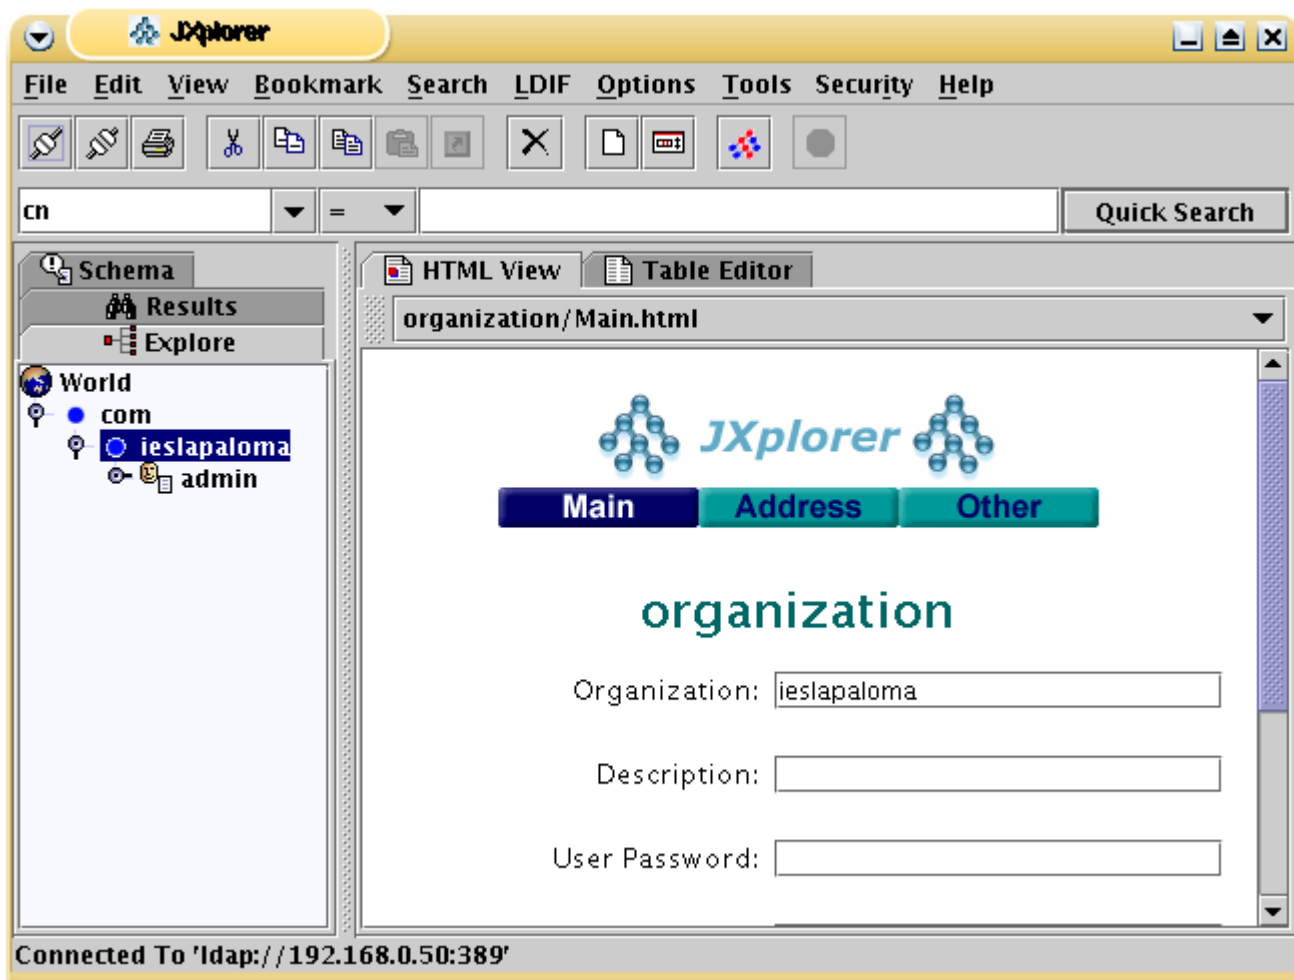 JXplorer
File Edit View Bookmark Search LDIF Options Tools Security Help
cn = Quick Search
Schema
Results
Explore
World
com
ieslapaloma
admin
HTML View Table Editor
organization/Main.html
JXplorer
Main Address Other
organization
Organization: ieslapaloma
Description:
User Password:
Connected To 'ldap://192.168.0.50:389'